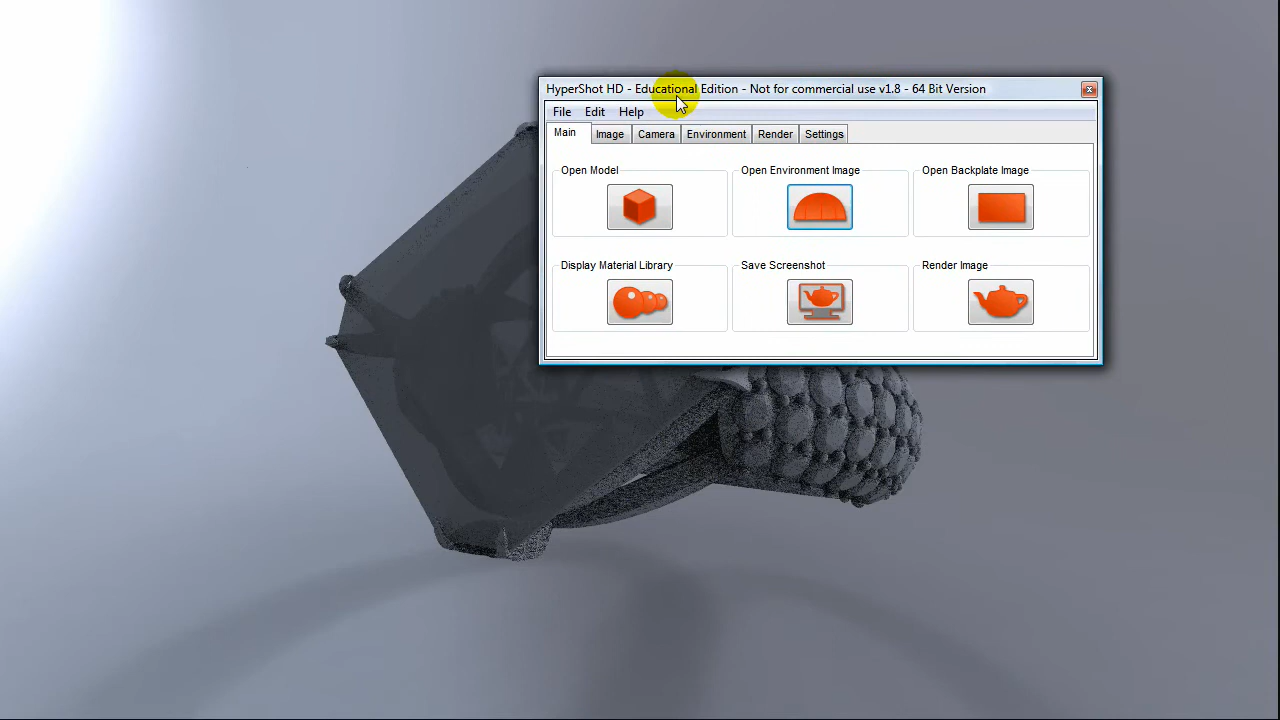 HyperShot HD - Educational Edition - Not for commercial use v1.8 - 64 Bit Version
File Edit Help
Main Image Camera Environment Render Settings
Open Model Open Environment Image Open Backplate Image
Display Material Library Save Screenshot Render Image